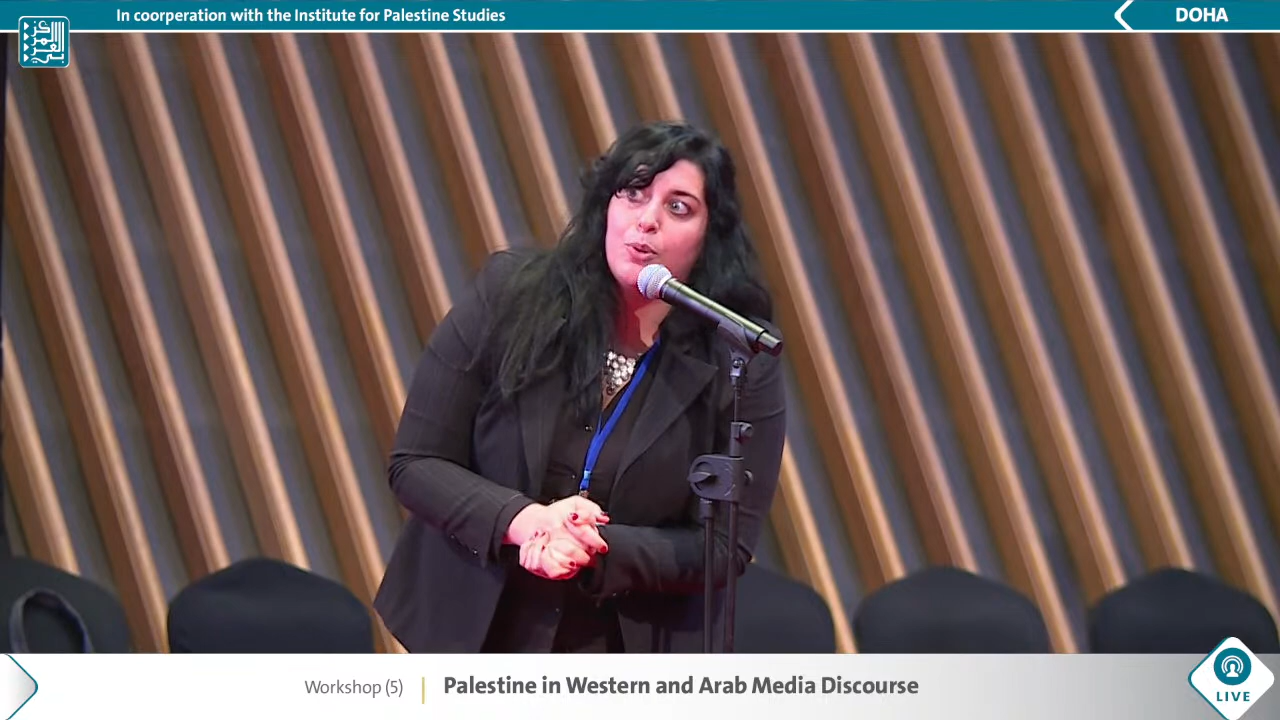 In coorperation with the Institute for Palestine Studies
DOHA
Workshop (5)
Palestine in Western and Arab Media Discourse
LIVE